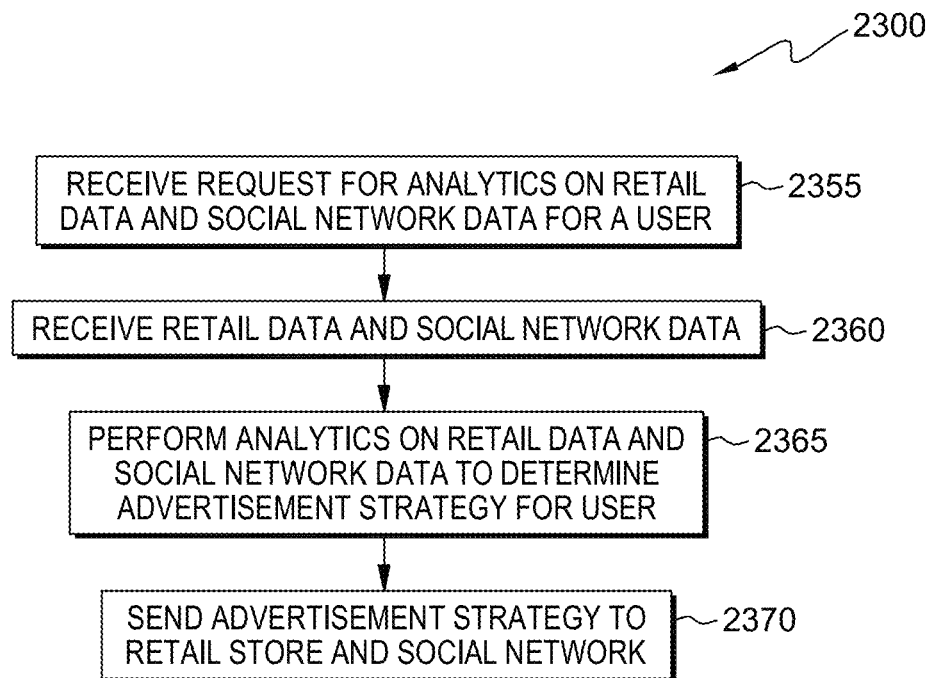 2300
RECEIVE REQUEST FOR ANALYTICS ON RETAIL
DATA AND SOCIAL NETWORK DATA FOR A USER
2355
RECEIVE RETAIL DATA AND SOCIAL NETWORK DATA
2360
PERFORM ANALYTICS ON RETAIL DATA AND
SOCIAL NETWORK DATA TO DETERMINE
ADVERTISEMENT STRATEGY FOR USER
2365
SEND ADVERTISEMENT STRATEGY TO
RETAIL STORE AND SOCIAL NETWORK
2370